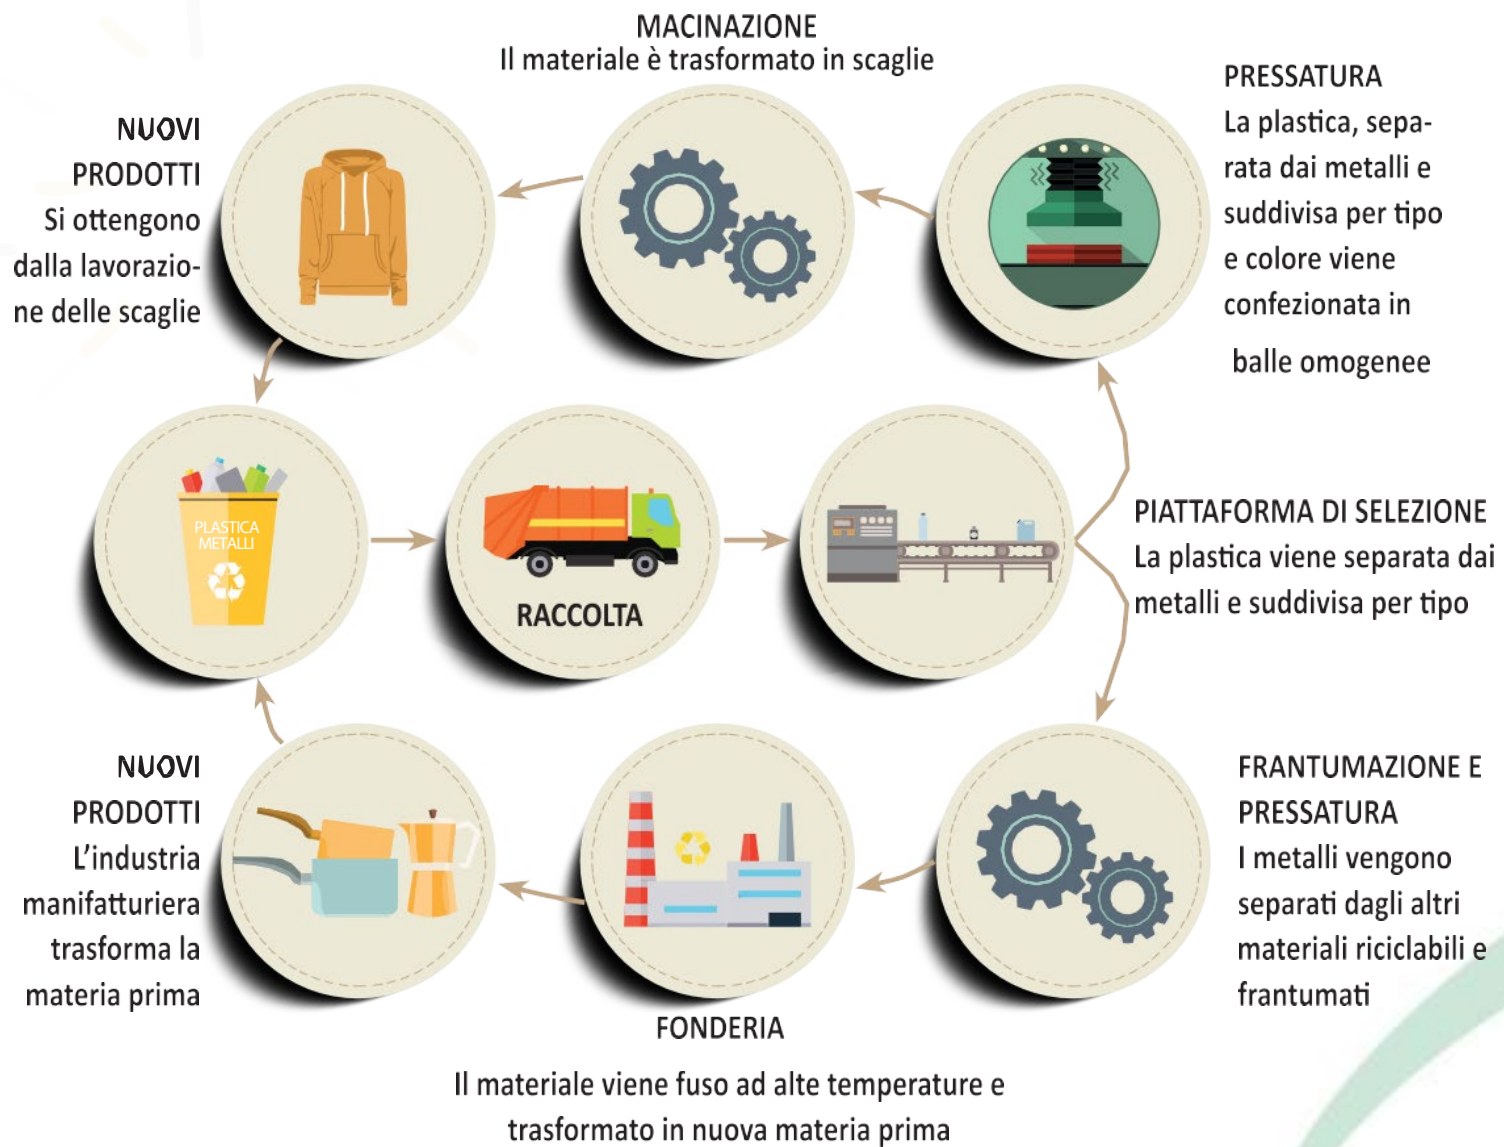 MACINAZIONE
Il materiale è trasformato in scaglie
NUOVI
PRODOTTI
Si ottengono
dalla lavorazio-
ne delle scaglie
PRESSATURA
La plastica, sepa-
rata dai metalli e
suddivisa per tipo
e colore viene
confezionata in
balle omogenee
PLASTICA
METALLI
RACCOLTA
PIATTAFORMA DI SELEZIONE
La plastica viene separata dai
metalli e suddivisa per tipo
NUOVI
PRODOTTI
L'industria
manifatturiera
trasforma la
materia prima
FONDERIA
Il materiale viene fuso ad alte temperature e
trasformato in nuova materia prima
FRANTUMAZIONE E
PRESSATURA
I metalli vengono
separati dagli altri
materiali riciclabili e
frantumati